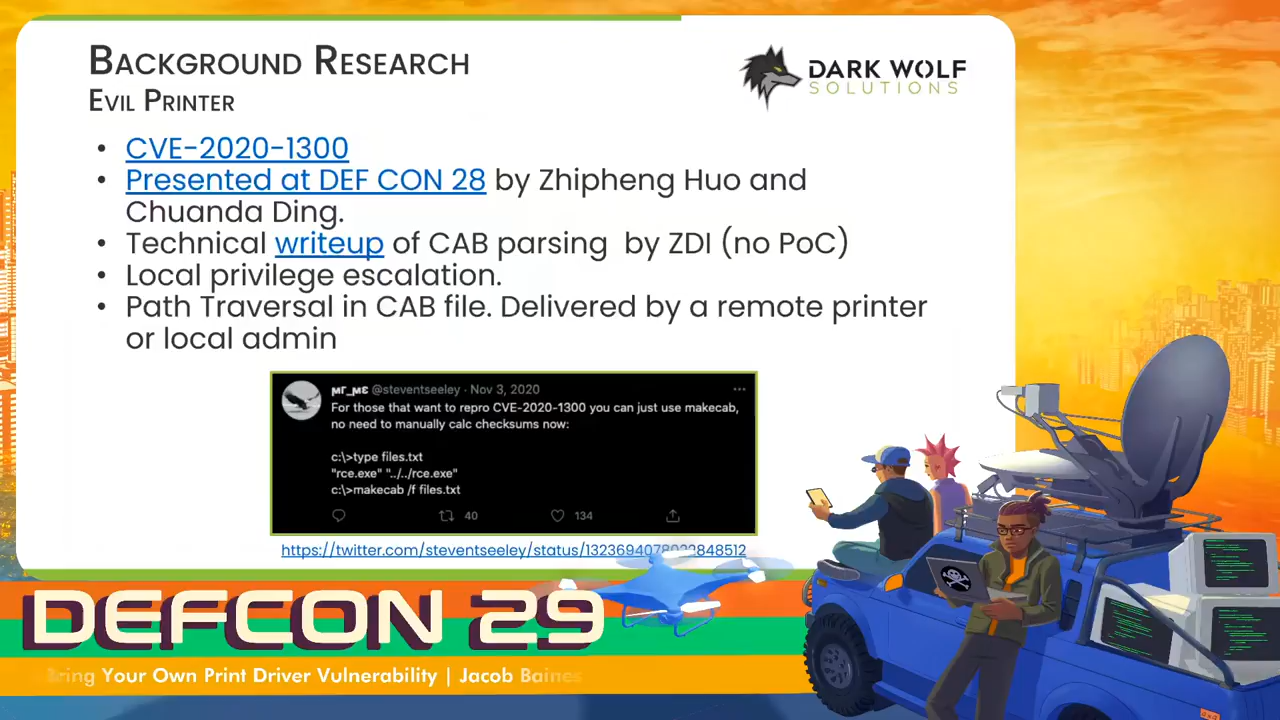 Background Research
Evil Printer
DARK WOLF
SOLUTIONS
• CVE-2020-1300
• Presented at DEF CON 28 by Zhipheng Huo and
Chuanda Ding.
• Technical writeup of CAB parsing  by ZDI (no PoC)
• Local privilege escalation.
• Path Traversal in CAB file. Delivered by a remote printer
or local admin
мг_мε @steventseeley · Nov 3, 2020
For those that want to repro CVE-2020-1300 you can just use makecab,
no need to manually calc checksums now:
c:\>type files.txt
"rce.exe" "../../rce.exe"
c:\>makecab /f files.txt
40
134
DEFCON 29
Bring Your Own Print Driver Vulnerability | Jacob Baines